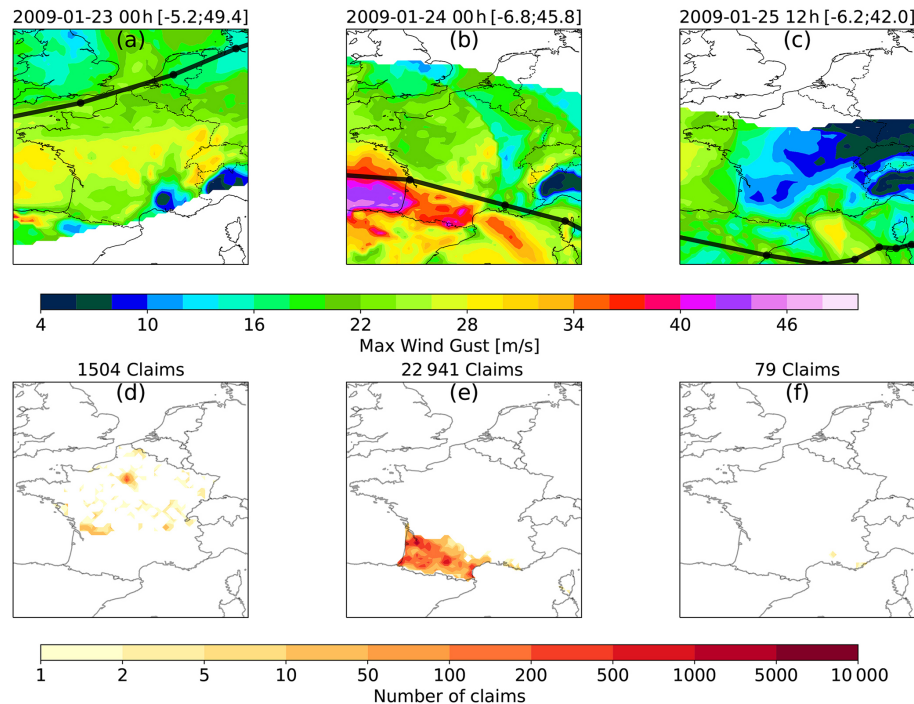 2009-01-23 00h [-5.2;49.4] 2009-01-24 00h [-6.8;45.8] 2009-01-25 12h [-6.2;42.0]
(a) (b) (c)
4 10 16 22 28 34 40 46
Max Wind Gust [m/s]
1504 Claims 22 941 Claims 79 Claims
(d) (e) (f)
1 2 5 10 50 100 200 500 1000 5000 10 000
Number of claims